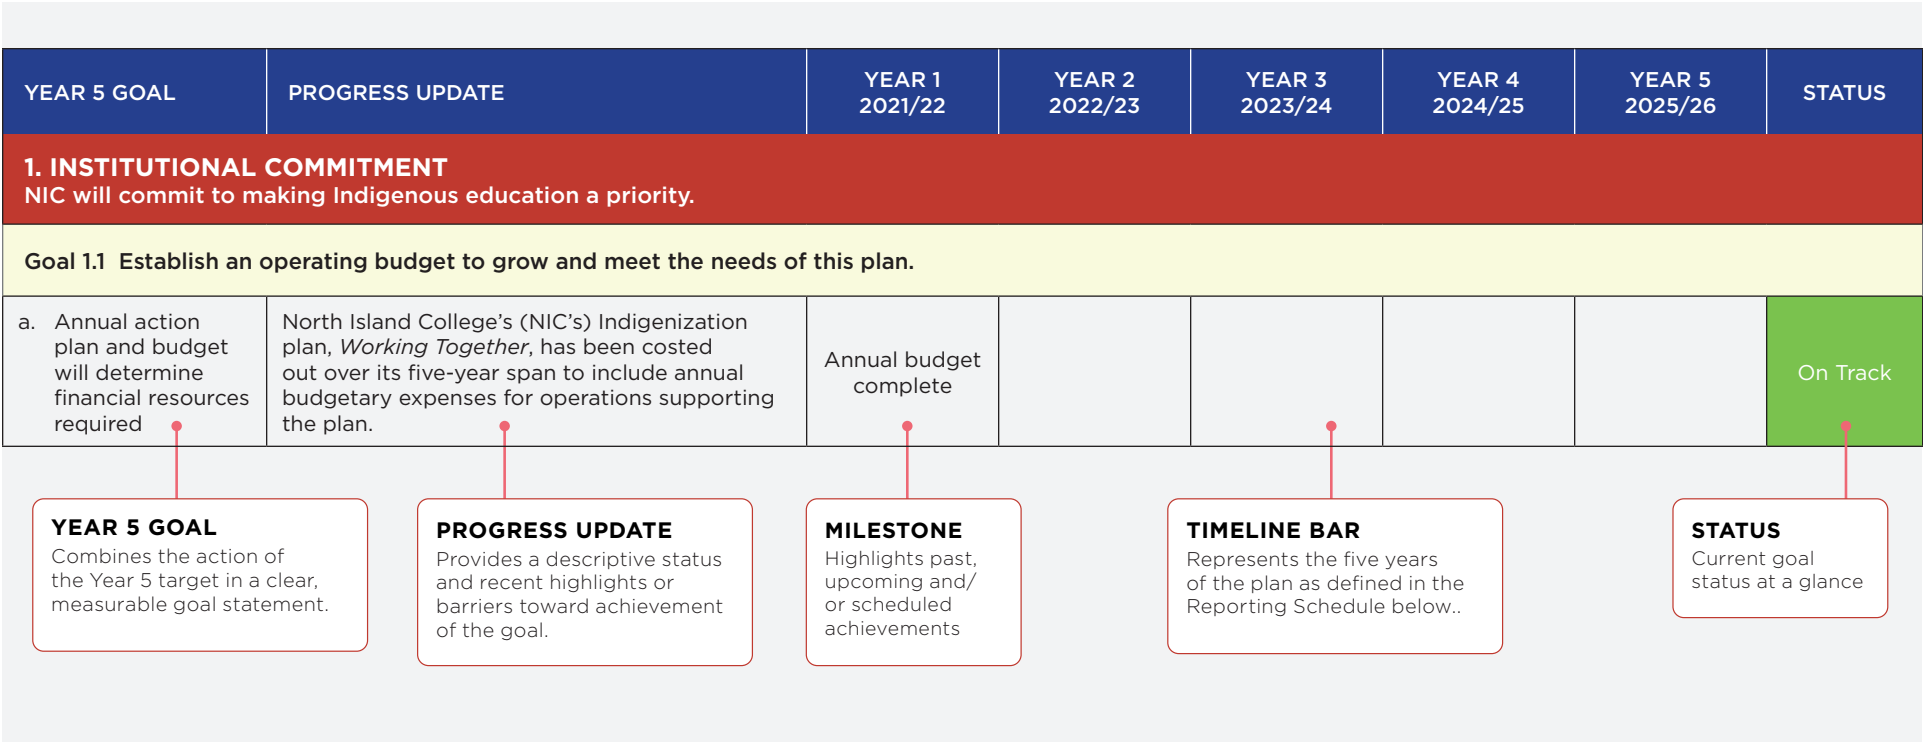 YEAR 5 GOAL
PROGRESS UPDATE
YEAR 1
2021/22
YEAR 2
2022/23
YEAR 3
2023/24
YEAR 4
2024/25
YEAR 5
2025/26
STATUS
1. INSTITUTIONAL COMMITMENT
NIC will commit to making Indigenous education a priority.
Goal 1.1 Establish an operating budget to grow and meet the needs of this plan.
a. Annual action
plan and budget
will determine
financial resources
required
North Island College's (NIC's) Indigenization
plan, Working Together, has been costed
out over its five-year span to include annual
budgetary expenses for operations supporting
the plan.
Annual budget
complete
On Track
YEAR 5 GOAL
Combines the action of
the Year 5 target in a clear,
measurable goal statement.
PROGRESS UPDATE
Provides a descriptive status
and recent highlights or
barriers toward achievement
of the goal.
MILESTONE
Highlights past,
upcoming and/
or scheduled
achievements
TIMELINE BAR
Represents the five years
of the plan as defined in the
Reporting Schedule below..
STATUS
Current goal
status at a glance